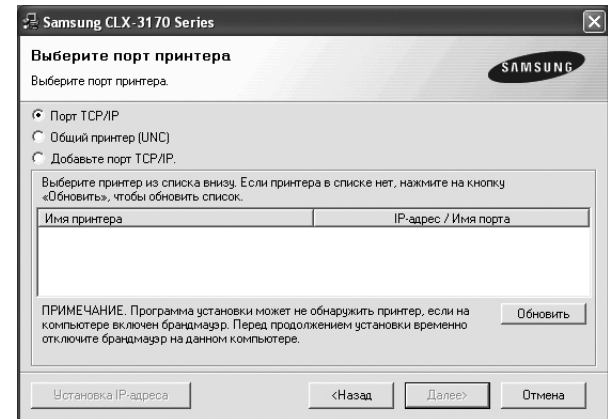 Samsung CLX-3170 Series
Выберите порт принтера
Выберите порт принтера.
SAMSUNG
Порт TCP/IP
Общий принтер (UNC)
Добавьте порт TCP/IP.
Выберите принтер из списка внизу. Если принтера в списке нет, нажмите на кнопку
«Обновить», чтобы обновить список.
Имя принтера IP-адрес / Имя порта
ПРИМЕЧАНИЕ. Программа установки может не обнаружить принтер, если на
компьютере включен брандмауэр. Перед продолжением установки временно
отключите брандмауэр на данном компьютере.
Обновить
Установка IP-адреса <Назад Далее> Отмена